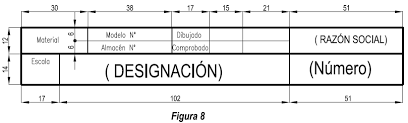 30 38 17 15 21 51
12 Material 6 Modelo N° Dibujado ( RAZÓN SOCIAL)
6 Almacén N° Comprobado
14 Escala ( DESIGNACIÓN) (Número)
17 102 51
Figura 8